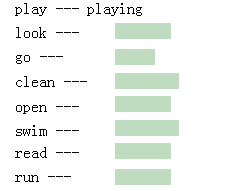 play --- playing
look ---
go ---
clean ---
open ---
swim ---
read ---
run ---